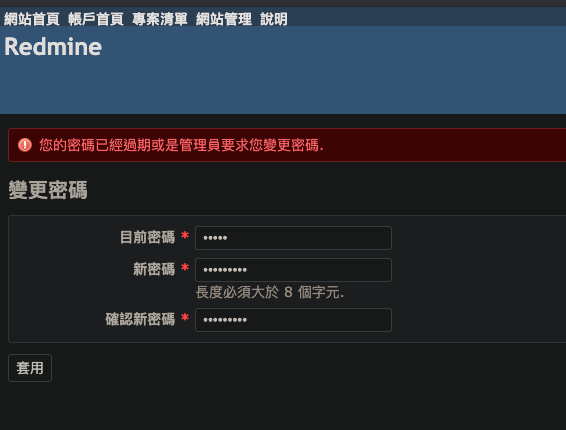 網站首頁 帳戶首頁 專案清單 網站管理 說明
Redmine
您的密碼已經過期或是管理員要求您變更密碼.
變更密碼
目前密碼 * •••••
新密碼 * •••••••••
長度必須大於 8 個字元.
確認新密碼 * •••••••••
套用